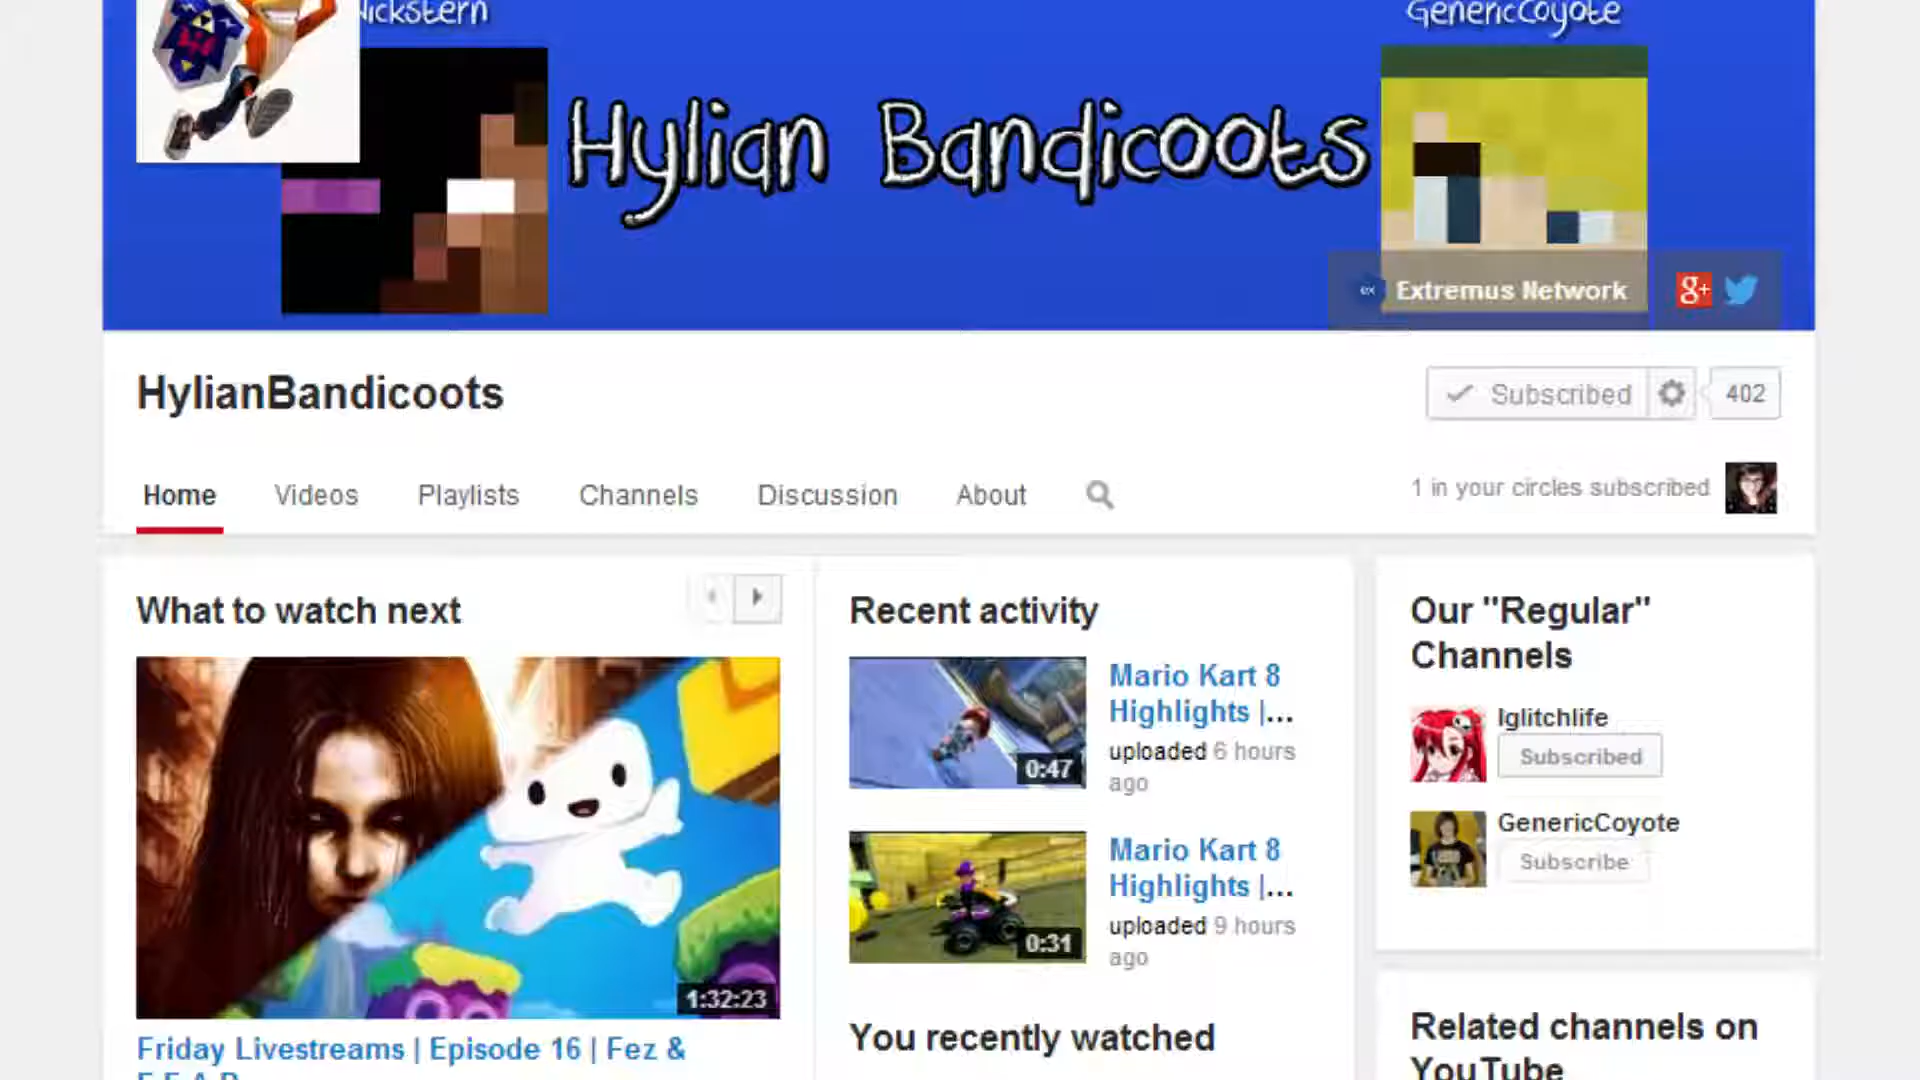 GenericCoyote
Hylian Bandicoots
ex Extremus Network
g+
HylianBandicoots
Subscribed
402
Home
Videos
Playlists
Channels
Discussion
About
1 in your circles subscribed
What to watch next
1:32:23
Friday Livestreams | Episode 16 | Fez &
Recent activity
Mario Kart 8
Highlights |...
uploaded 6 hours
ago
0:47
Mario Kart 8
Highlights |...
uploaded 9 hours
ago
0:31
You recently watched
Our "Regular"
Channels
Iglitchlife
Subscribed
GenericCoyote
Subscribe
Related channels on
YouTube